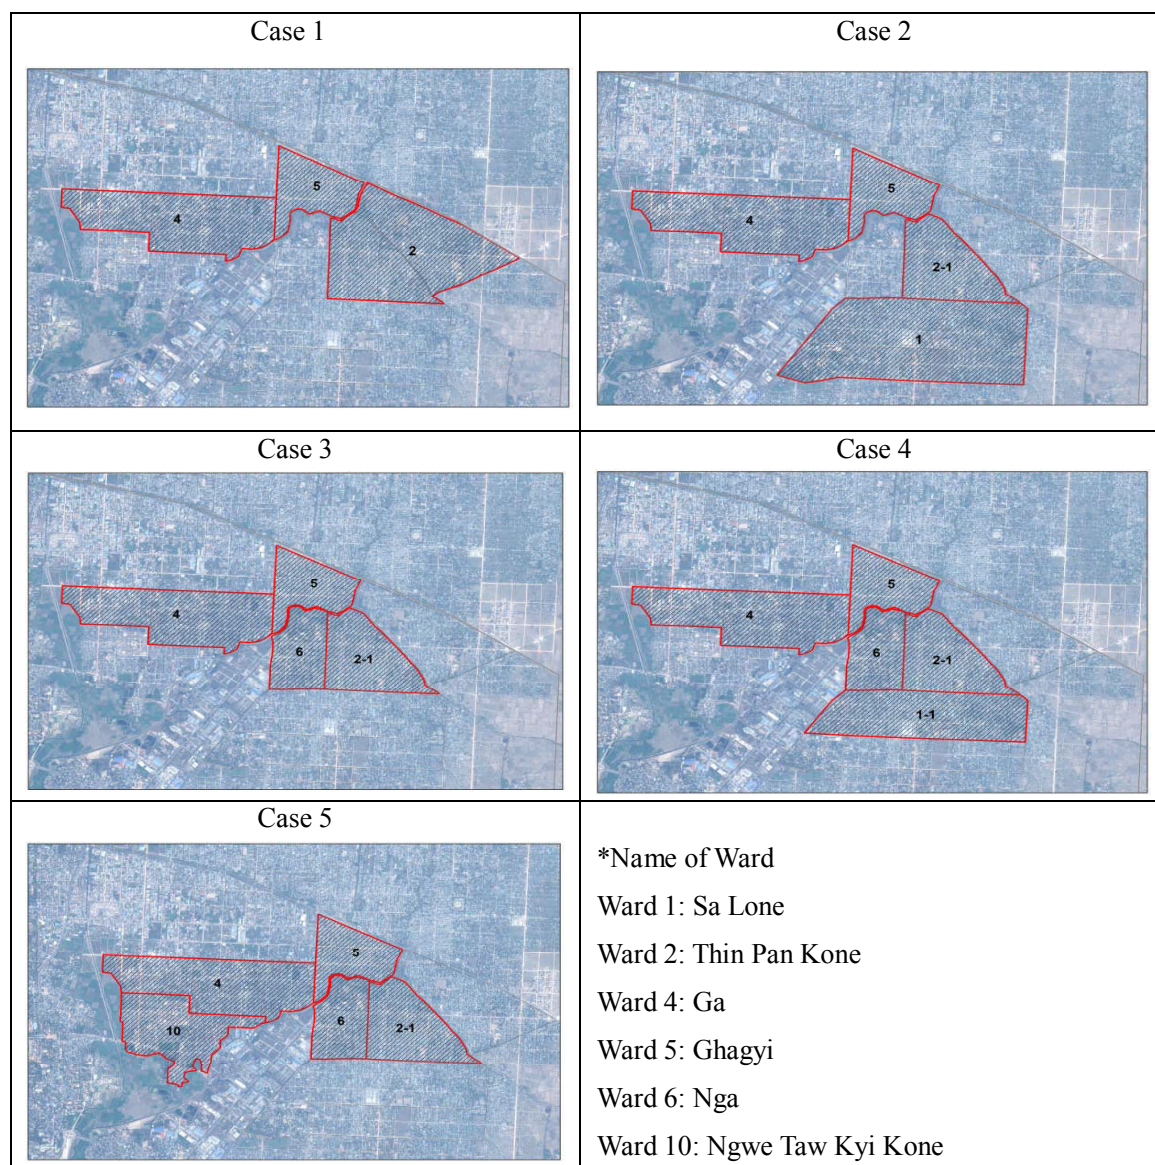 Case 1
Case 2
5
4
2
5
4
2-1
1
Case 3
Case 4
5
4
6
2-1
5
4
6
2-1
1-1
Case 5
5
4
10
6
2-1
*Name of Ward
Ward 1: Sa Lone
Ward 2: Thin Pan Kone
Ward 4: Ga
Ward 5: Ghagyi
Ward 6: Nga
Ward 10: Ngwe Taw Kyi Kone